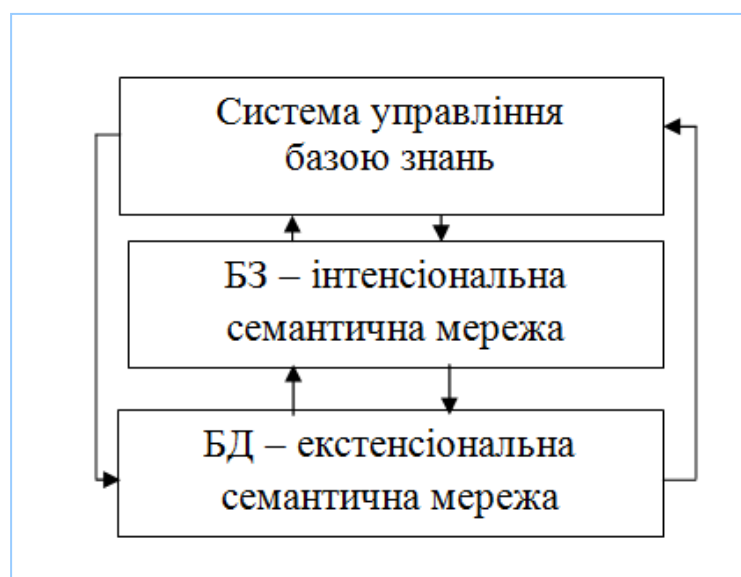 Система управління
базою знань
БЗ – інтенсіональна
семантична мережа
БД – екстенсіональна
семантична мережа